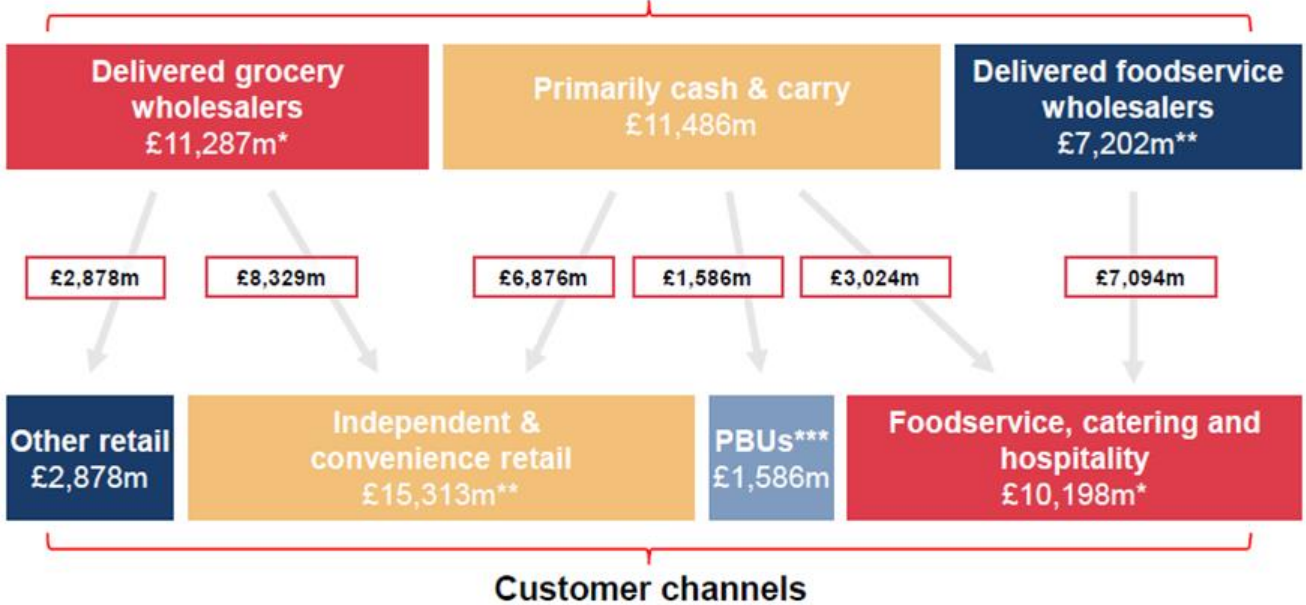 Delivered grocery
wholesalers
£11,287m*
Primarily cash & carry
£11,486m
Delivered foodservice
wholesalers
£7,202m**
£2,878m
£8,329m
£6,876m
£1,586m
£3,024m
£7,094m
Other retail
£2,878m
Independent &
convenience retail
£15,313m**
PBUs***
£1,586m
Foodservice, catering and
hospitality
£10,198m*
Customer channels